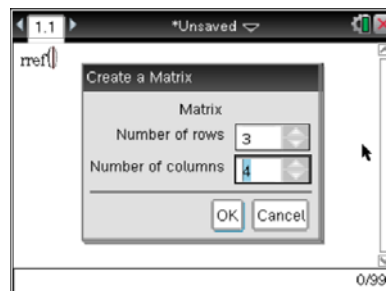 1.1 *Unsaved
rref()
Create a Matrix
Matrix
Number of rows 3
Number of columns 4
OK Cancel
0/99